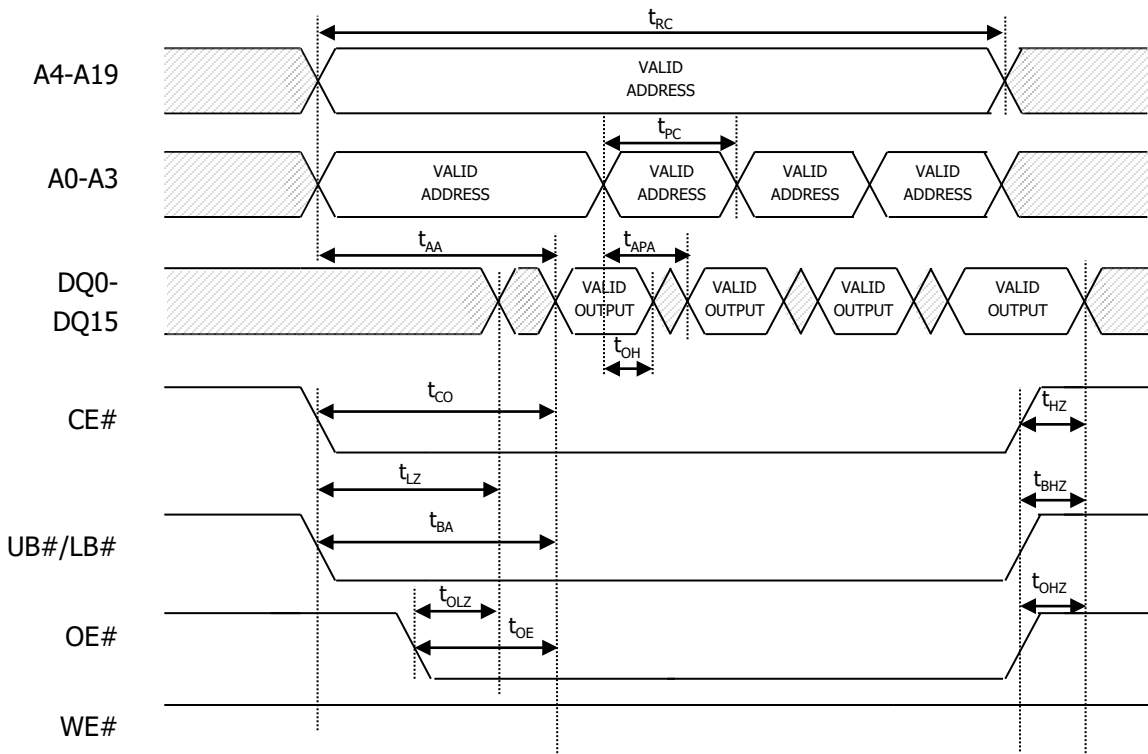 tRC
A4-A19
VALID
ADDRESS
tPC
A0-A3
VALID
ADDRESS
VALID
ADDRESS
VALID
ADDRESS
VALID
ADDRESS
tAA
tAPA
DQ0-
DQ15
VALID
OUTPUT
VALID
OUTPUT
VALID
OUTPUT
VALID
OUTPUT
tOH
CE#
tCO
tHZ
tLZ
tBHZ
UB#/LB#
tBA
tOLZ
tOHZ
OE#
tOE
WE#